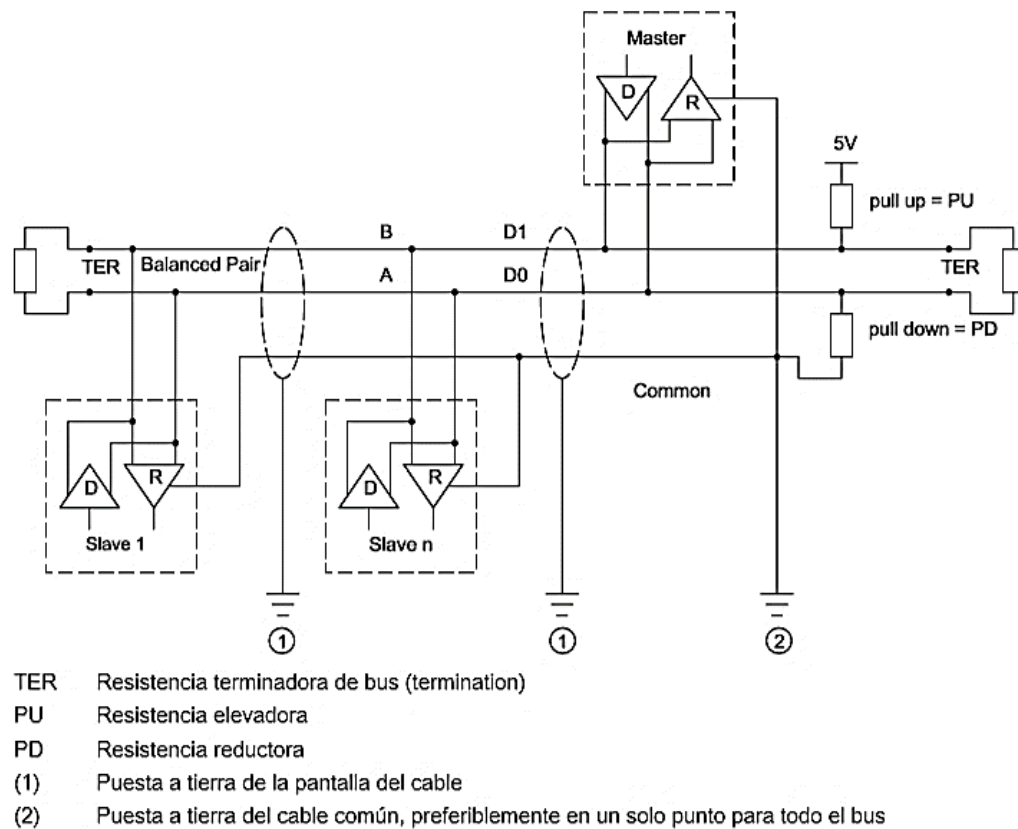 Master
D
R
5V
pull up = PU
B
D1
TER
Balanced Pair
TER
A
D0
pull down = PD
Common
D
R
D
R
Slave 1
Slave n
1
1
2
TER Resistencia terminadora de bus (termination)
PU Resistencia elevadora
PD Resistencia reductora
(1) Puesta a tierra de la pantalla del cable
(2) Puesta a tierra del cable común, preferiblemente en un solo punto para todo el bus